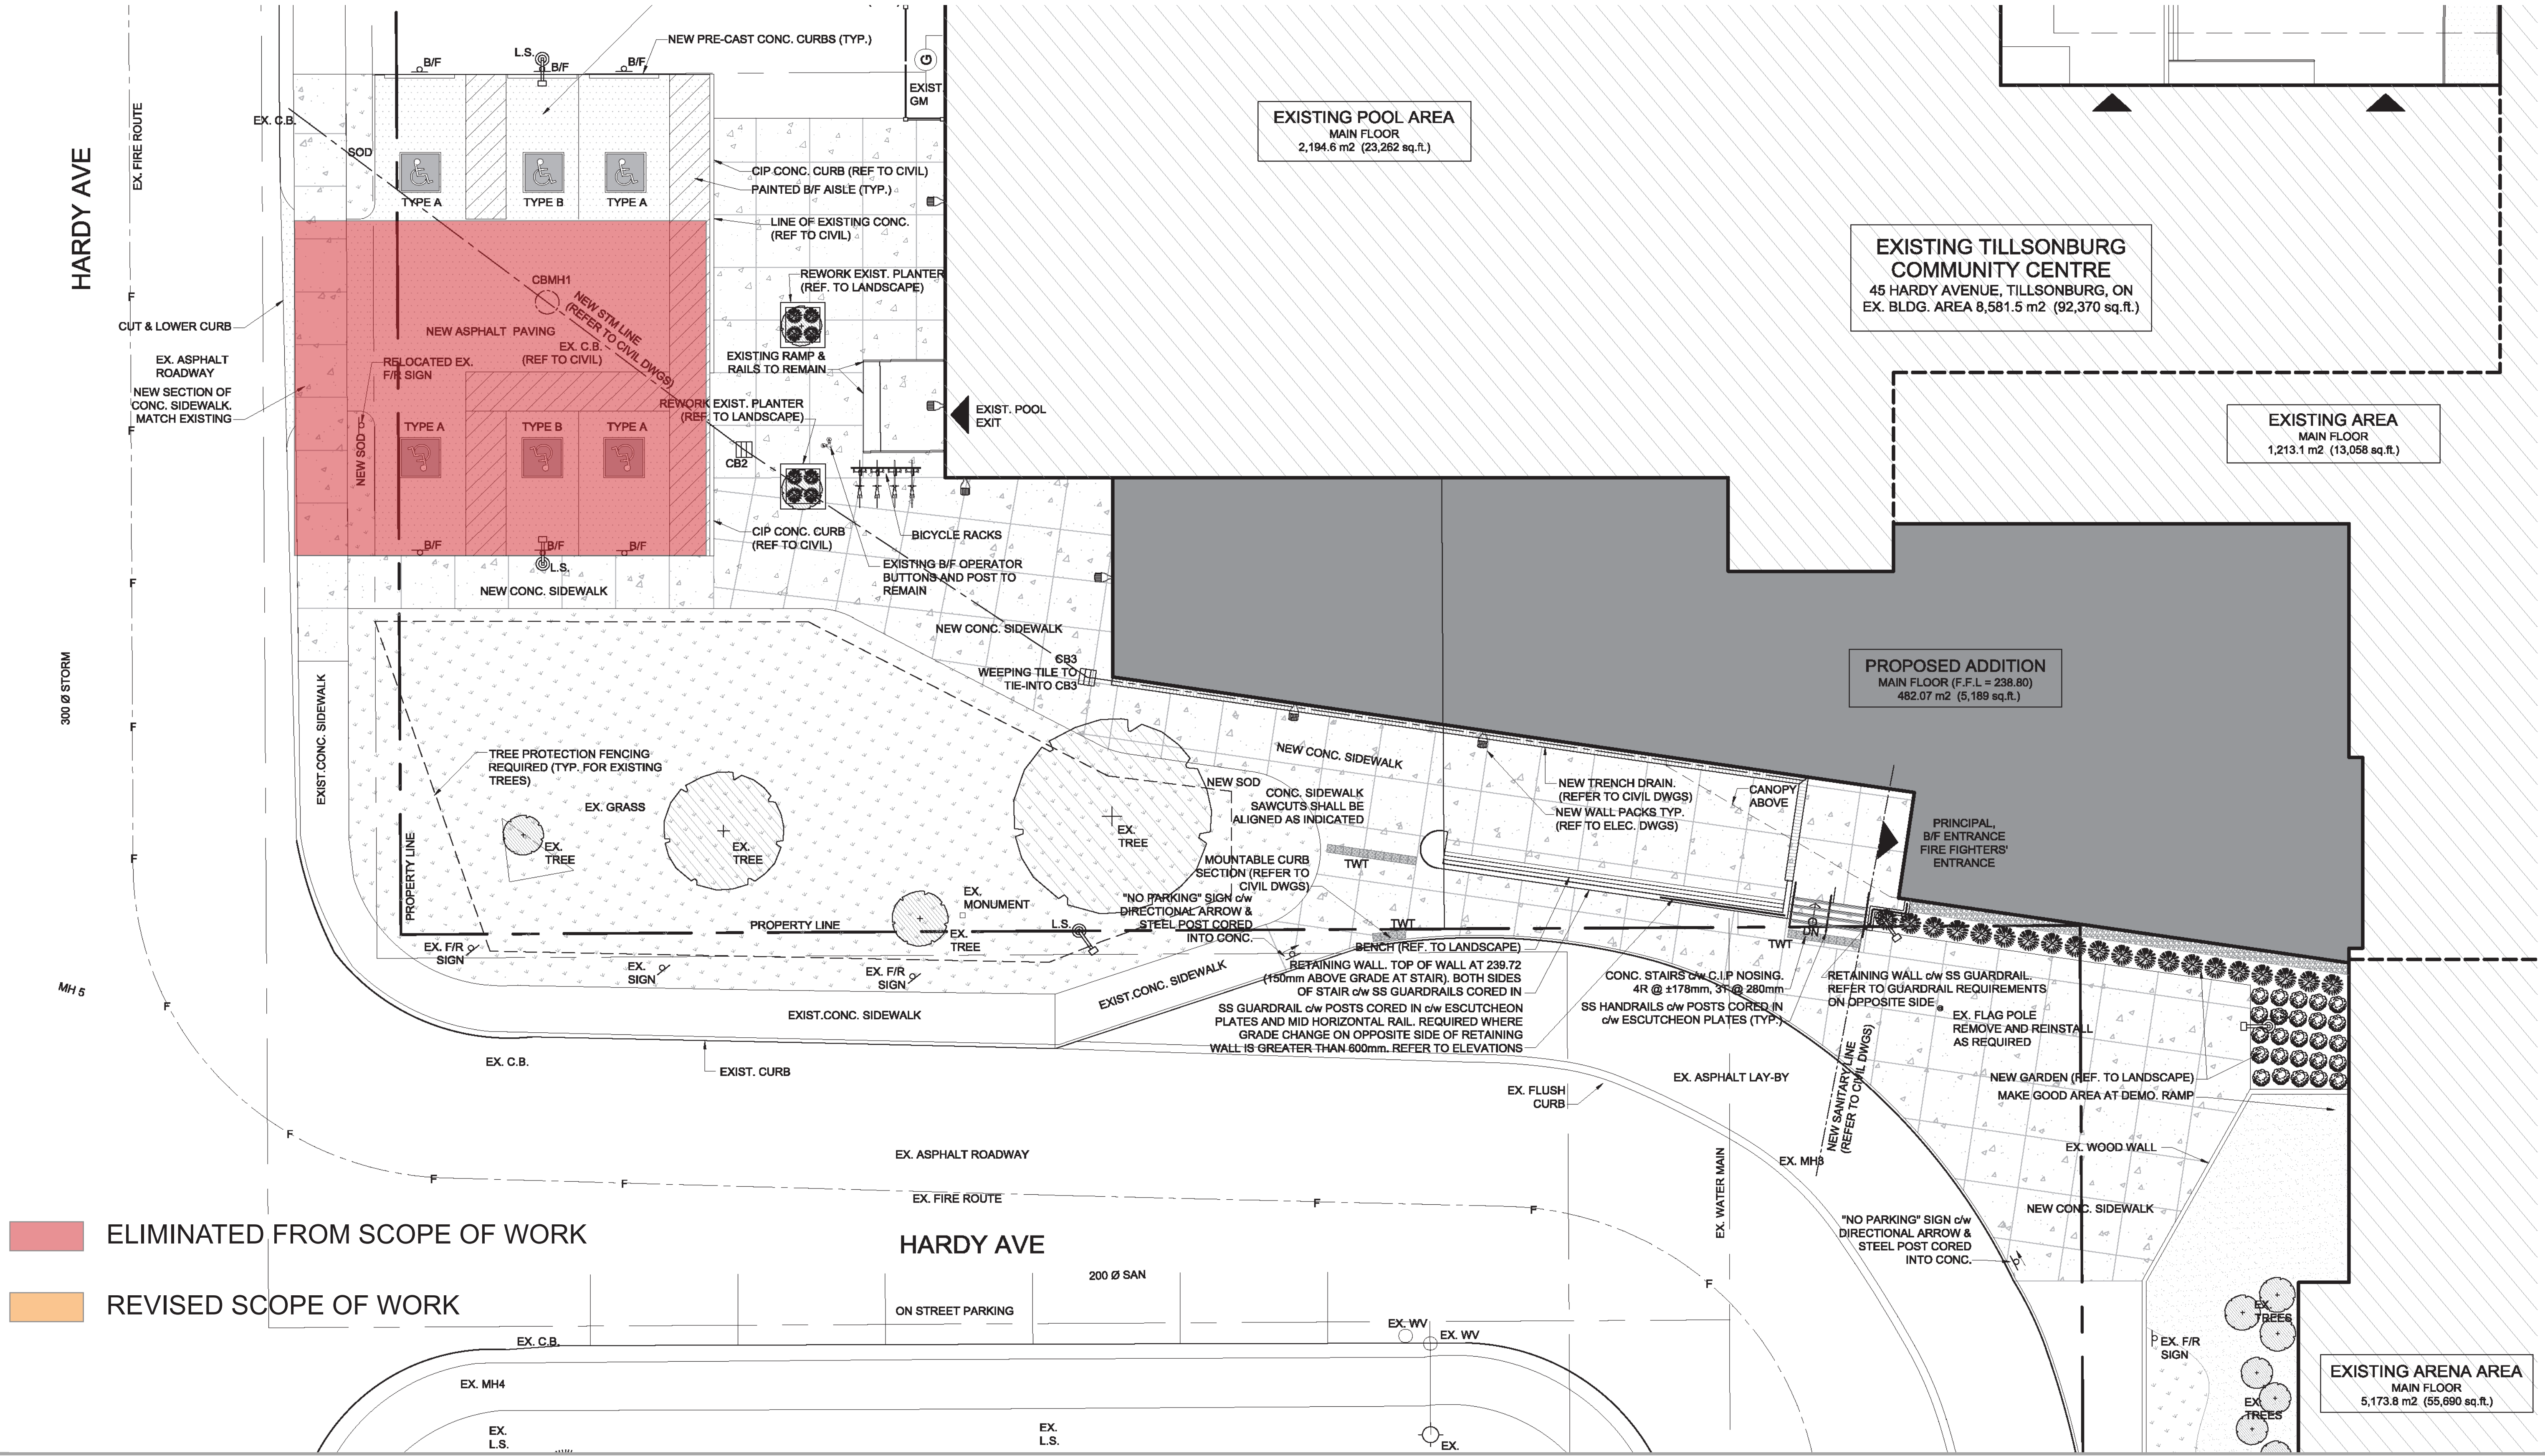 NEW PRE-CAST CONC. CURBS (TYP.)
L.S.
B/F
B/F
B/F
G
EXIST.
GM
EX. C.B.
SOD
EX. FIRE ROUTE
HARDY AVE
TYPE A
TYPE B
TYPE A
CIP CONC. CURB (REF TO CIVIL)
PAINTED B/F AISLE (TYP.)
LINE OF EXISTING CONC.
(REF TO CIVIL)
REWORK EXIST. PLANTER
(REF. TO LANDSCAPE)
CBMH1
NEW STM LINE
(REFER TO CIVIL DWGS)
NEW ASPHALT PAVING
EX. C.B.
(REF TO CIVIL)
RELOCATED EX.
F/R SIGN
F
CUT & LOWER CURB
EX. ASPHALT
ROADWAY
NEW SECTION OF
CONC. SIDEWALK.
MATCH EXISTING
F
EXISTING RAMP &
RAILS TO REMAIN
REWORK EXIST. PLANTER
(REF. TO LANDSCAPE)
EXIST. POOL
EXIT
NEW SOD
TYPE A
TYPE B
TYPE A
CB2
B/F
B/F
B/F
L.S.
CIP CONC. CURB
(REF TO CIVIL)
BICYCLE RACKS
EXISTING B/F OPERATOR
BUTTONS AND POST TO
REMAIN
NEW CONC. SIDEWALK
NEW CONC. SIDEWALK
F
EXISTING POOL AREA
MAIN FLOOR
2,194.6 m2 (23,262 sq.ft.)
EXISTING TILLSONBURG
COMMUNITY CENTRE
45 HARDY AVENUE, TILLSONBURG, ON
EX. BLDG. AREA 8,581.5 m2 (92,370 sq.ft.)
EXISTING AREA
MAIN FLOOR
1,213.1 m2 (13,058 sq.ft.)
PROPOSED ADDITION
MAIN FLOOR (F.F.L = 238.80)
482.07 m2 (5,189 sq.ft.)
CB3
WEEPING TILE TO
TIE-INTO CB3
300 Ø STORM
F
EXIST.CONC. SIDEWALK
TREE PROTECTION FENCING
REQUIRED (TYP. FOR EXISTING
TREES)
EX. GRASS
EX.
TREE
EX.
TREE
EX.
TREE
EX.
TREE
EX.
MONUMENT
PROPERTY LINE
PROPERTY LINE
L.S.
F
NEW CONC. SIDEWALK
NEW SOD
CONC. SIDEWALK
SAWCUTS SHALL BE
ALIGNED AS INDICATED
NEW TRENCH DRAIN.
(REFER TO CIVIL DWGS)
NEW WALL PACKS TYP.
(REF TO ELEC. DWGS)
CANOPY
ABOVE
PRINCIPAL,
B/F ENTRANCE
FIRE FIGHTERS'
ENTRANCE
MOUNTABLE CURB
SECTION (REFER TO
CIVIL DWGS)
TWT
"NO PARKING" SIGN c/w
DIRECTIONAL ARROW &
STEEL POST CORED
INTO CONC.
TWT
TWT
DN.
BENCH (REF. TO LANDSCAPE)
RETAINING WALL. TOP OF WALL AT 239.72
(150mm ABOVE GRADE AT STAIR). BOTH SIDES
OF STAIR c/w SS GUARDRAILS CORED IN
SS GUARDRAIL c/w POSTS CORED IN c/w ESCUTCHEON
PLATES AND MID HORIZONTAL RAIL. REQUIRED WHERE
GRADE CHANGE ON OPPOSITE SIDE OF RETAINING
WALL IS GREATER THAN 600mm. REFER TO ELEVATIONS
CONC. STAIRS c/w C.I.P NOSING.
4R @ ±178mm, 3T @ 280mm
SS HANDRAILS c/w POSTS CORED IN
c/w ESCUTCHEON PLATES (TYP.)
RETAINING WALL c/w SS GUARDRAIL.
REFER TO GUARDRAIL REQUIREMENTS
ON OPPOSITE SIDE
EX. FLAG POLE
REMOVE AND REINSTALL
AS REQUIRED
EX. F/R
SIGN
EX.
SIGN
EX. F/R
SIGN
EXIST.CONC. SIDEWALK
EXIST.CONC. SIDEWALK
MH 5
F
EX. C.B.
EXIST. CURB
EX. FLUSH
CURB
EX. ASPHALT LAY-BY
NEW SANITARY LINE
(REFER TO CIVIL DWGS)
NEW GARDEN (REF. TO LANDSCAPE)
MAKE GOOD AREA AT DEMO. RAMP
EX. WOOD WALL
EX. WATER MAIN
EX. MH3
F
EX. ASPHALT ROADWAY
F
F
EX. FIRE ROUTE
F
F
NEW CONC. SIDEWALK
"NO PARKING" SIGN c/w
DIRECTIONAL ARROW &
STEEL POST CORED
INTO CONC.
ELIMINATED FROM SCOPE OF WORK
HARDY AVE
200 Ø SAN
F
REVISED SCOPE OF WORK
ON STREET PARKING
EX. C.B.
EX. WV
EX. WV
EX.
TREES
EX. F/R
SIGN
EX. MH4
EXISTING ARENA AREA
MAIN FLOOR
5,173.8 m2 (55,690 sq.ft.)
EX.
TREES
EX.
L.S.
EX.
L.S.
EX.